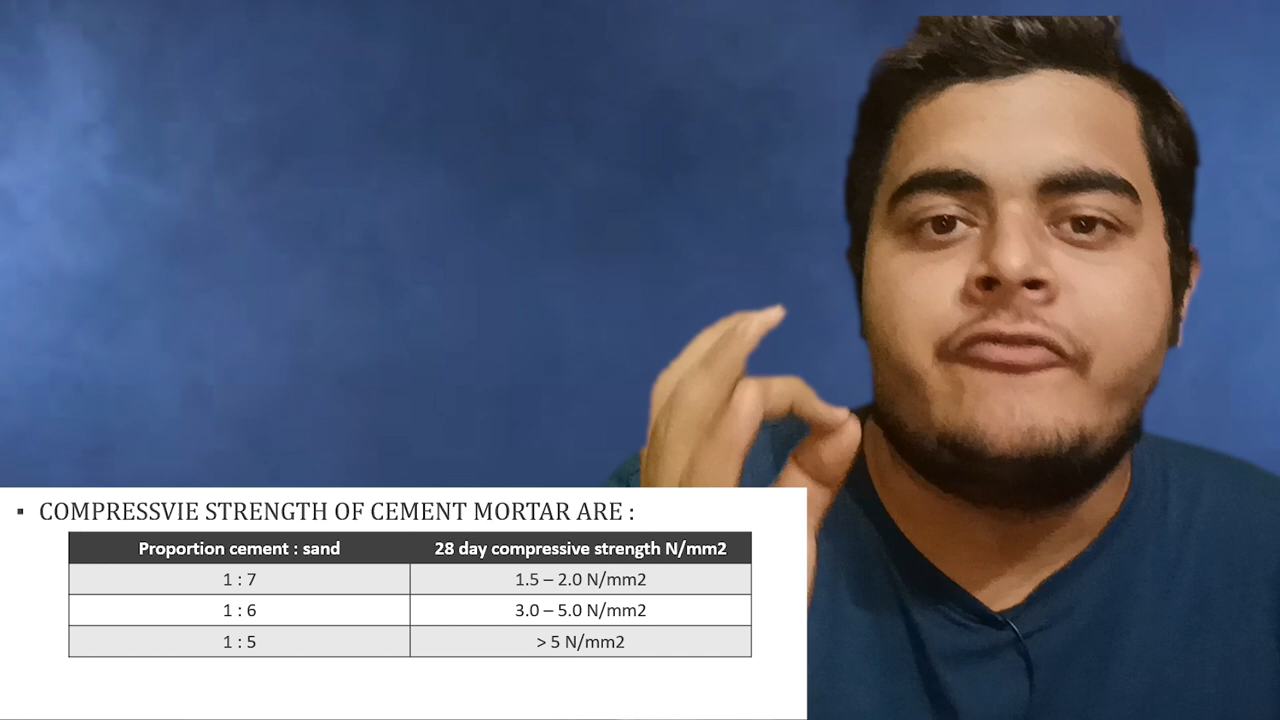 ▪ COMPRESSVIE STRENGTH OF CEMENT MORTAR ARE :
Proportion cement : sand 28 day compressive strength N/mm2
1 : 7 1.5 – 2.0 N/mm2
1 : 6 3.0 – 5.0 N/mm2
1 : 5 > 5 N/mm2